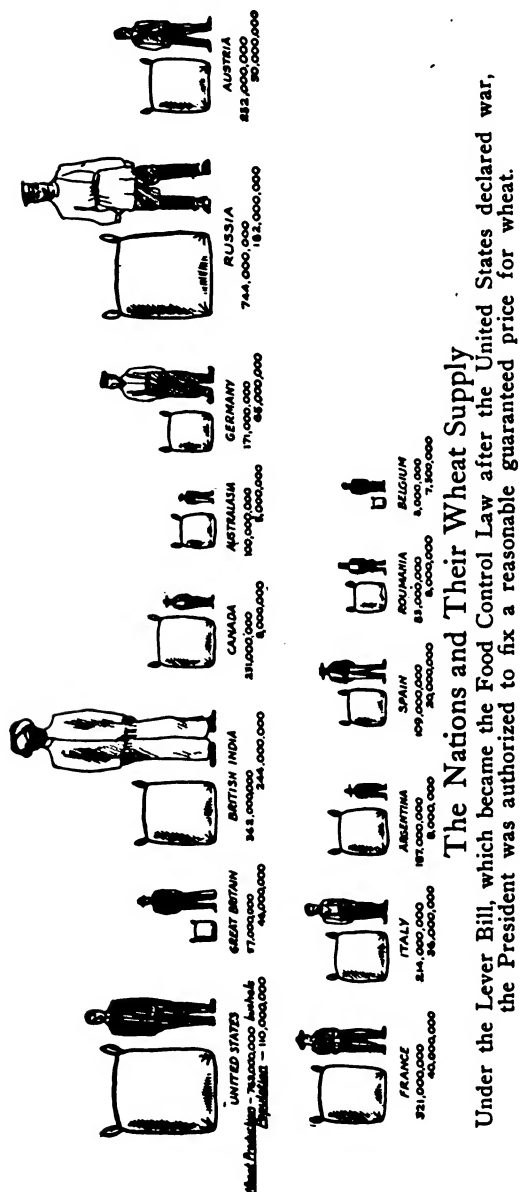 UNITED STATES
Wheat Production - 763,000,000 bushels
Population - 110,000,000
GREAT BRITAIN
57,000,000
46,000,000
BRITISH INDIA
362,000,000
244,000,000
CANADA
231,000,000
8,000,000
AUSTRALASIA
100,000,000
5,000,000
GERMANY
171,000,000
65,000,000
RUSSIA
744,000,000
182,000,000
AUSTRIA
252,000,000
50,000,000
FRANCE
321,000,000
40,000,000
ITALY
214,000,000
36,000,000
ARGENTINA
187,000,000
8,000,000
SPAIN
109,000,000
20,000,000
ROUMANIA
83,000,000
8,000,000
BELGIUM
8,000,000
7,500,000
The Nations and Their Wheat Supply
Under the Lever Bill, which became the Food Control Law after the United States declared war,
the President was authorized to fix a reasonable guaranteed price for wheat.